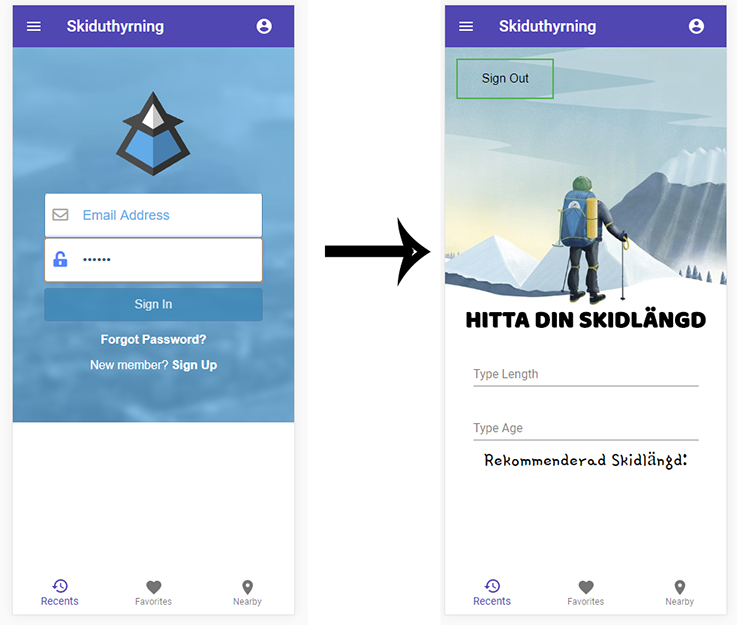 Skiduthyrning
Email Address
••••••
Sign In
Forgot Password?
New member? Sign Up
Recents
Favorites
Nearby
Skiduthyrning
Sign Out
HITTA DIN SKIDLÄNGD
Type Length
Type Age
Rekommenderad Skidlängd:
Recents
Favorites
Nearby